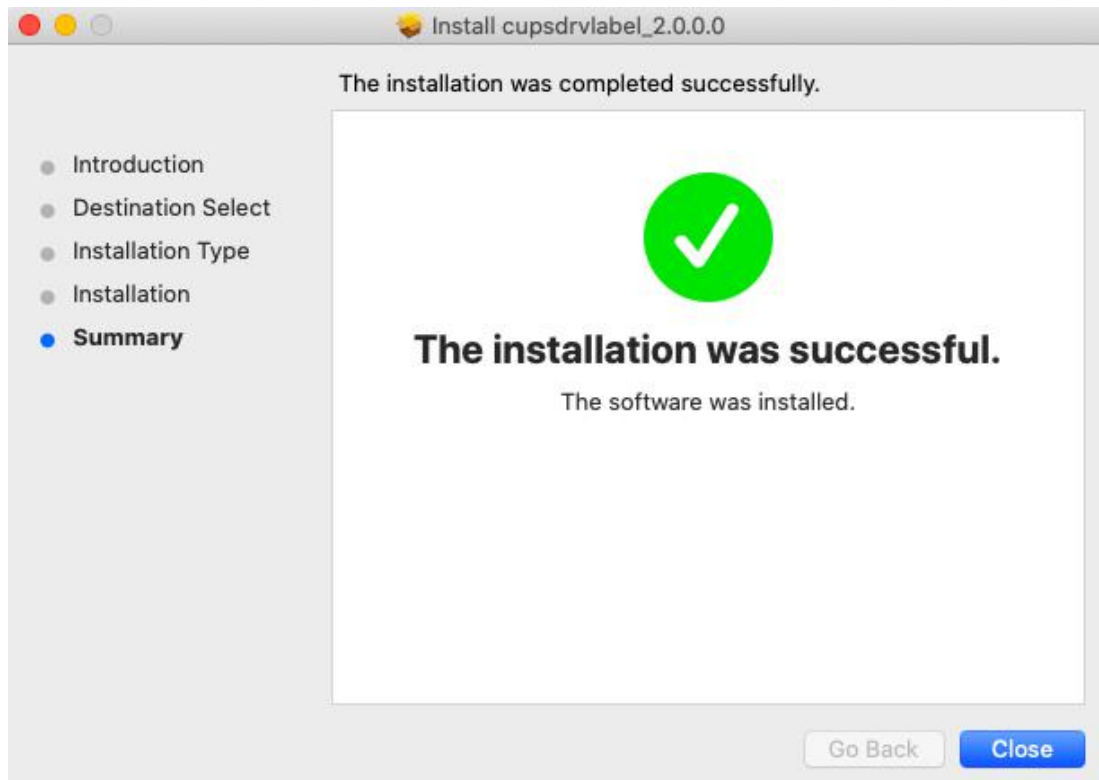 Install cupsdrvlabel_2.0.0.0
The installation was completed successfully.
Introduction
Destination Select
Installation Type
Installation
Summary
The installation was successful.
The software was installed.
Go Back
Close